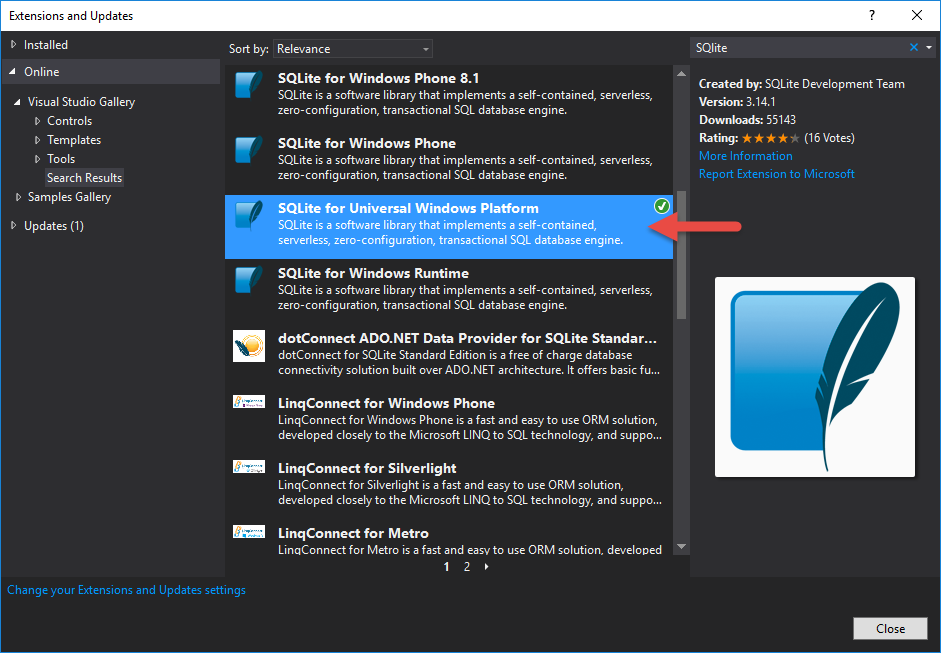 Extensions and Updates
?
Installed
Online
Visual Studio Gallery
Controls
Templates
Tools
Search Results
Samples Gallery
Updates (1)
Sort by: Relevance
SQLite for Windows Phone 8.1
SQLite is a software library that implements a self-contained, serverless,
zero-configuration, transactional SQL database engine.
SQLite for Windows Phone
SQLite is a software library that implements a self-contained, serverless,
zero-configuration, transactional SQL database engine.
SQLite for Universal Windows Platform
SQLite is a software library that implements a self-contained,
serverless, zero-configuration, transactional SQL database engine.
SQLite for Windows Runtime
SQLite is a software library that implements a self-contained, serverless,
zero-configuration, transactional SQL database engine.
dotConnect ADO.NET Data Provider for SQLite Standar...
dotConnect for SQLite Standard Edition is a free of charge database
connectivity solution built over ADO.NET architecture. It offers basic fu...
LinqConnect for Windows Phone
LinqConnect for Windows Phone is a fast and easy to use ORM solution,
developed closely to the Microsoft LINQ to SQL technology, and suppo...
LinqConnect for Silverlight
LinqConnect for Silverlight is a fast and easy to use ORM solution,
developed closely to the Microsoft LINQ to SQL technology, and suppo...
LinqConnect for Metro
LinqConnect for Metro is a fast and easy to use ORM solution, developed
1 2
SQlite
Created by: SQLite Development Team
Version: 3.14.1
Downloads: 55143
Rating: (16 Votes)
More Information
Report Extension to Microsoft
Change your Extensions and Updates settings
Close